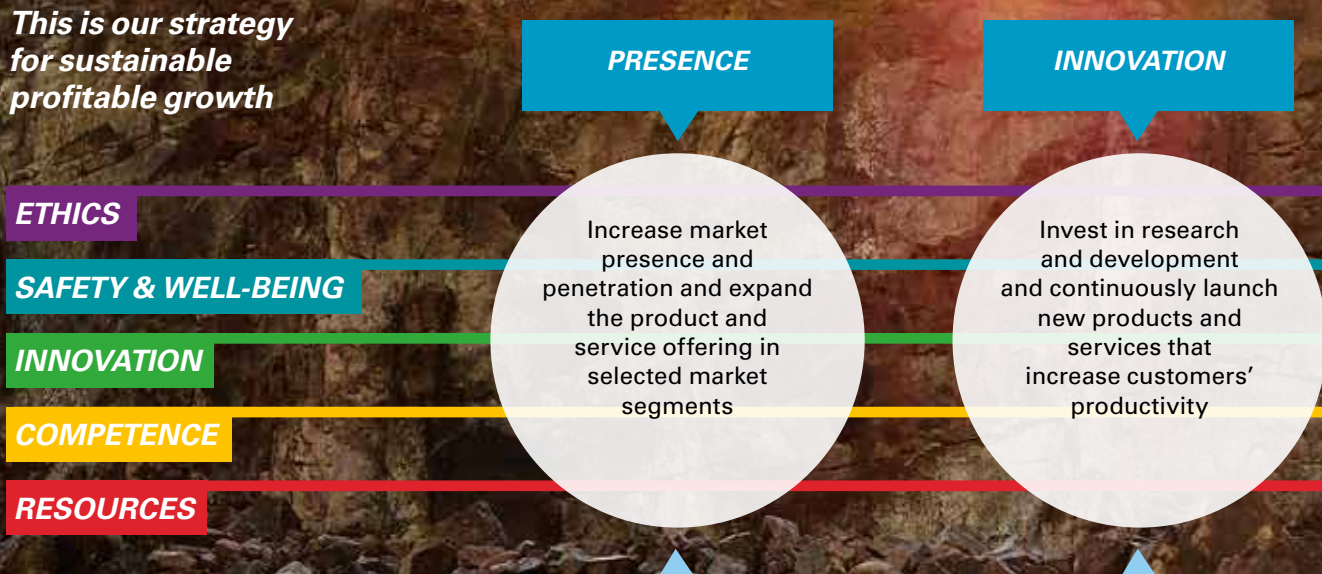 This is our strategy
for sustainable
profitable growth
PRESENCE
INNOVATION
ETHICS
SAFETY & WELL-BEING
INNOVATION
COMPETENCE
RESOURCES
Increase market
presence and
penetration and expand
the product and
service offering in
selected market
segments
Invest in research
and development
and continuously launch
new products and
services that
increase customers’
productivity